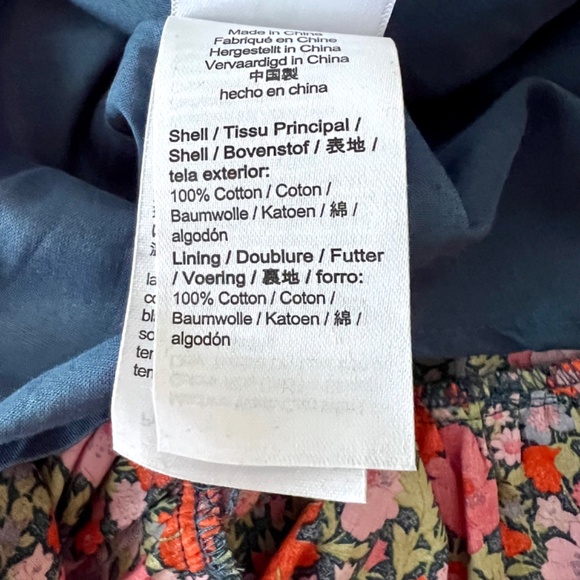 Made in China
Fabriqué en Chine
Hergestellt in China
Vervaardigd in China
中国製
hecho en china
Shell / Tissu Principal /
Shell / Bovenstof / 表地 /
tela exterior:
100% Cotton / Coton /
Baumwolle / Katoen / 綿 /
algodón
Lining / Doublure / Futter
/ Voering / 裏地 / forro:
100% Cotton / Coton /
Baumwolle / Katoen / 綿 /
algodón